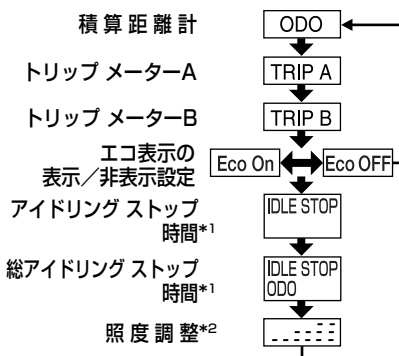 積算距離計 ODO
トリップ メーターA TRIP A
トリップ メーターB TRIP B
エコ表示の
表示／非表示設定 Eco On Eco OFF
アイドリング ストップ
時間*1 IDLE STOP
総アイドリング ストップ
時間*1 IDLE STOP
ODO
照度調整*2